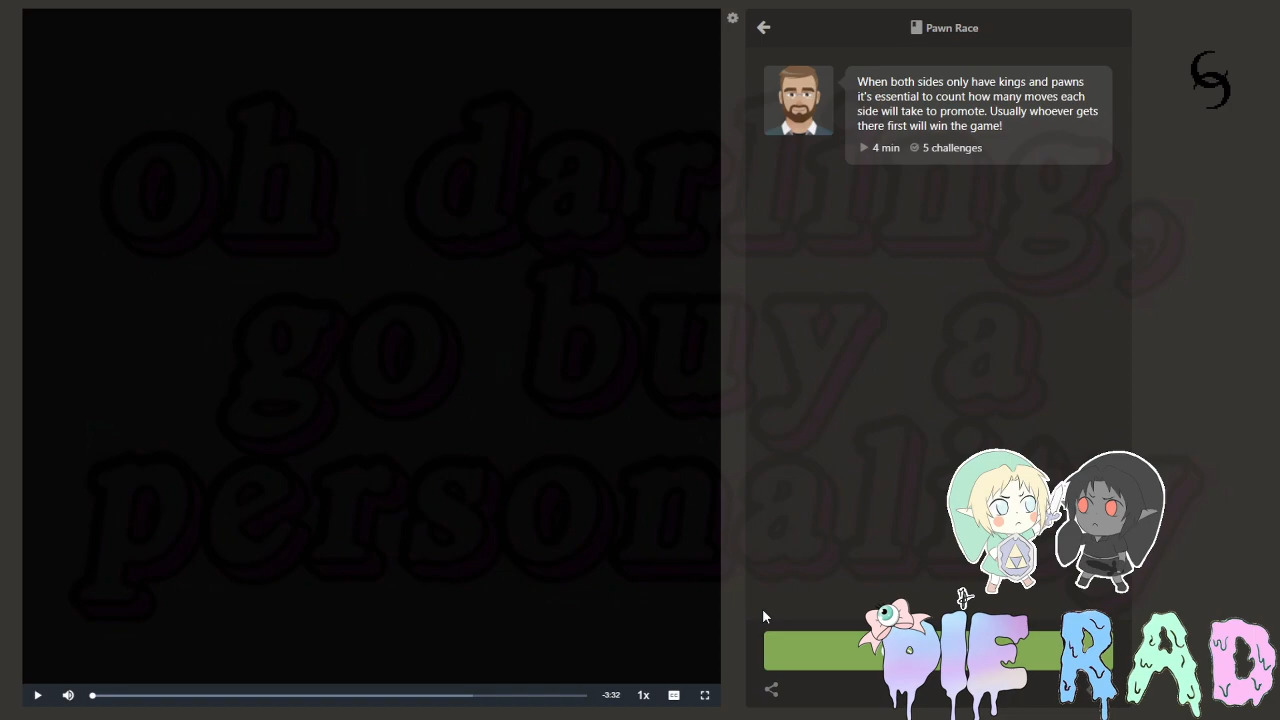 Pawn Race
When both sides only have kings and pawns
it's essential to count how many moves each
side will take to promote. Usually whoever gets
there first will win the game!
4 min 5 challenges
oh darling,
go buy a
personality
DIE RAD
-3:32 1x CC